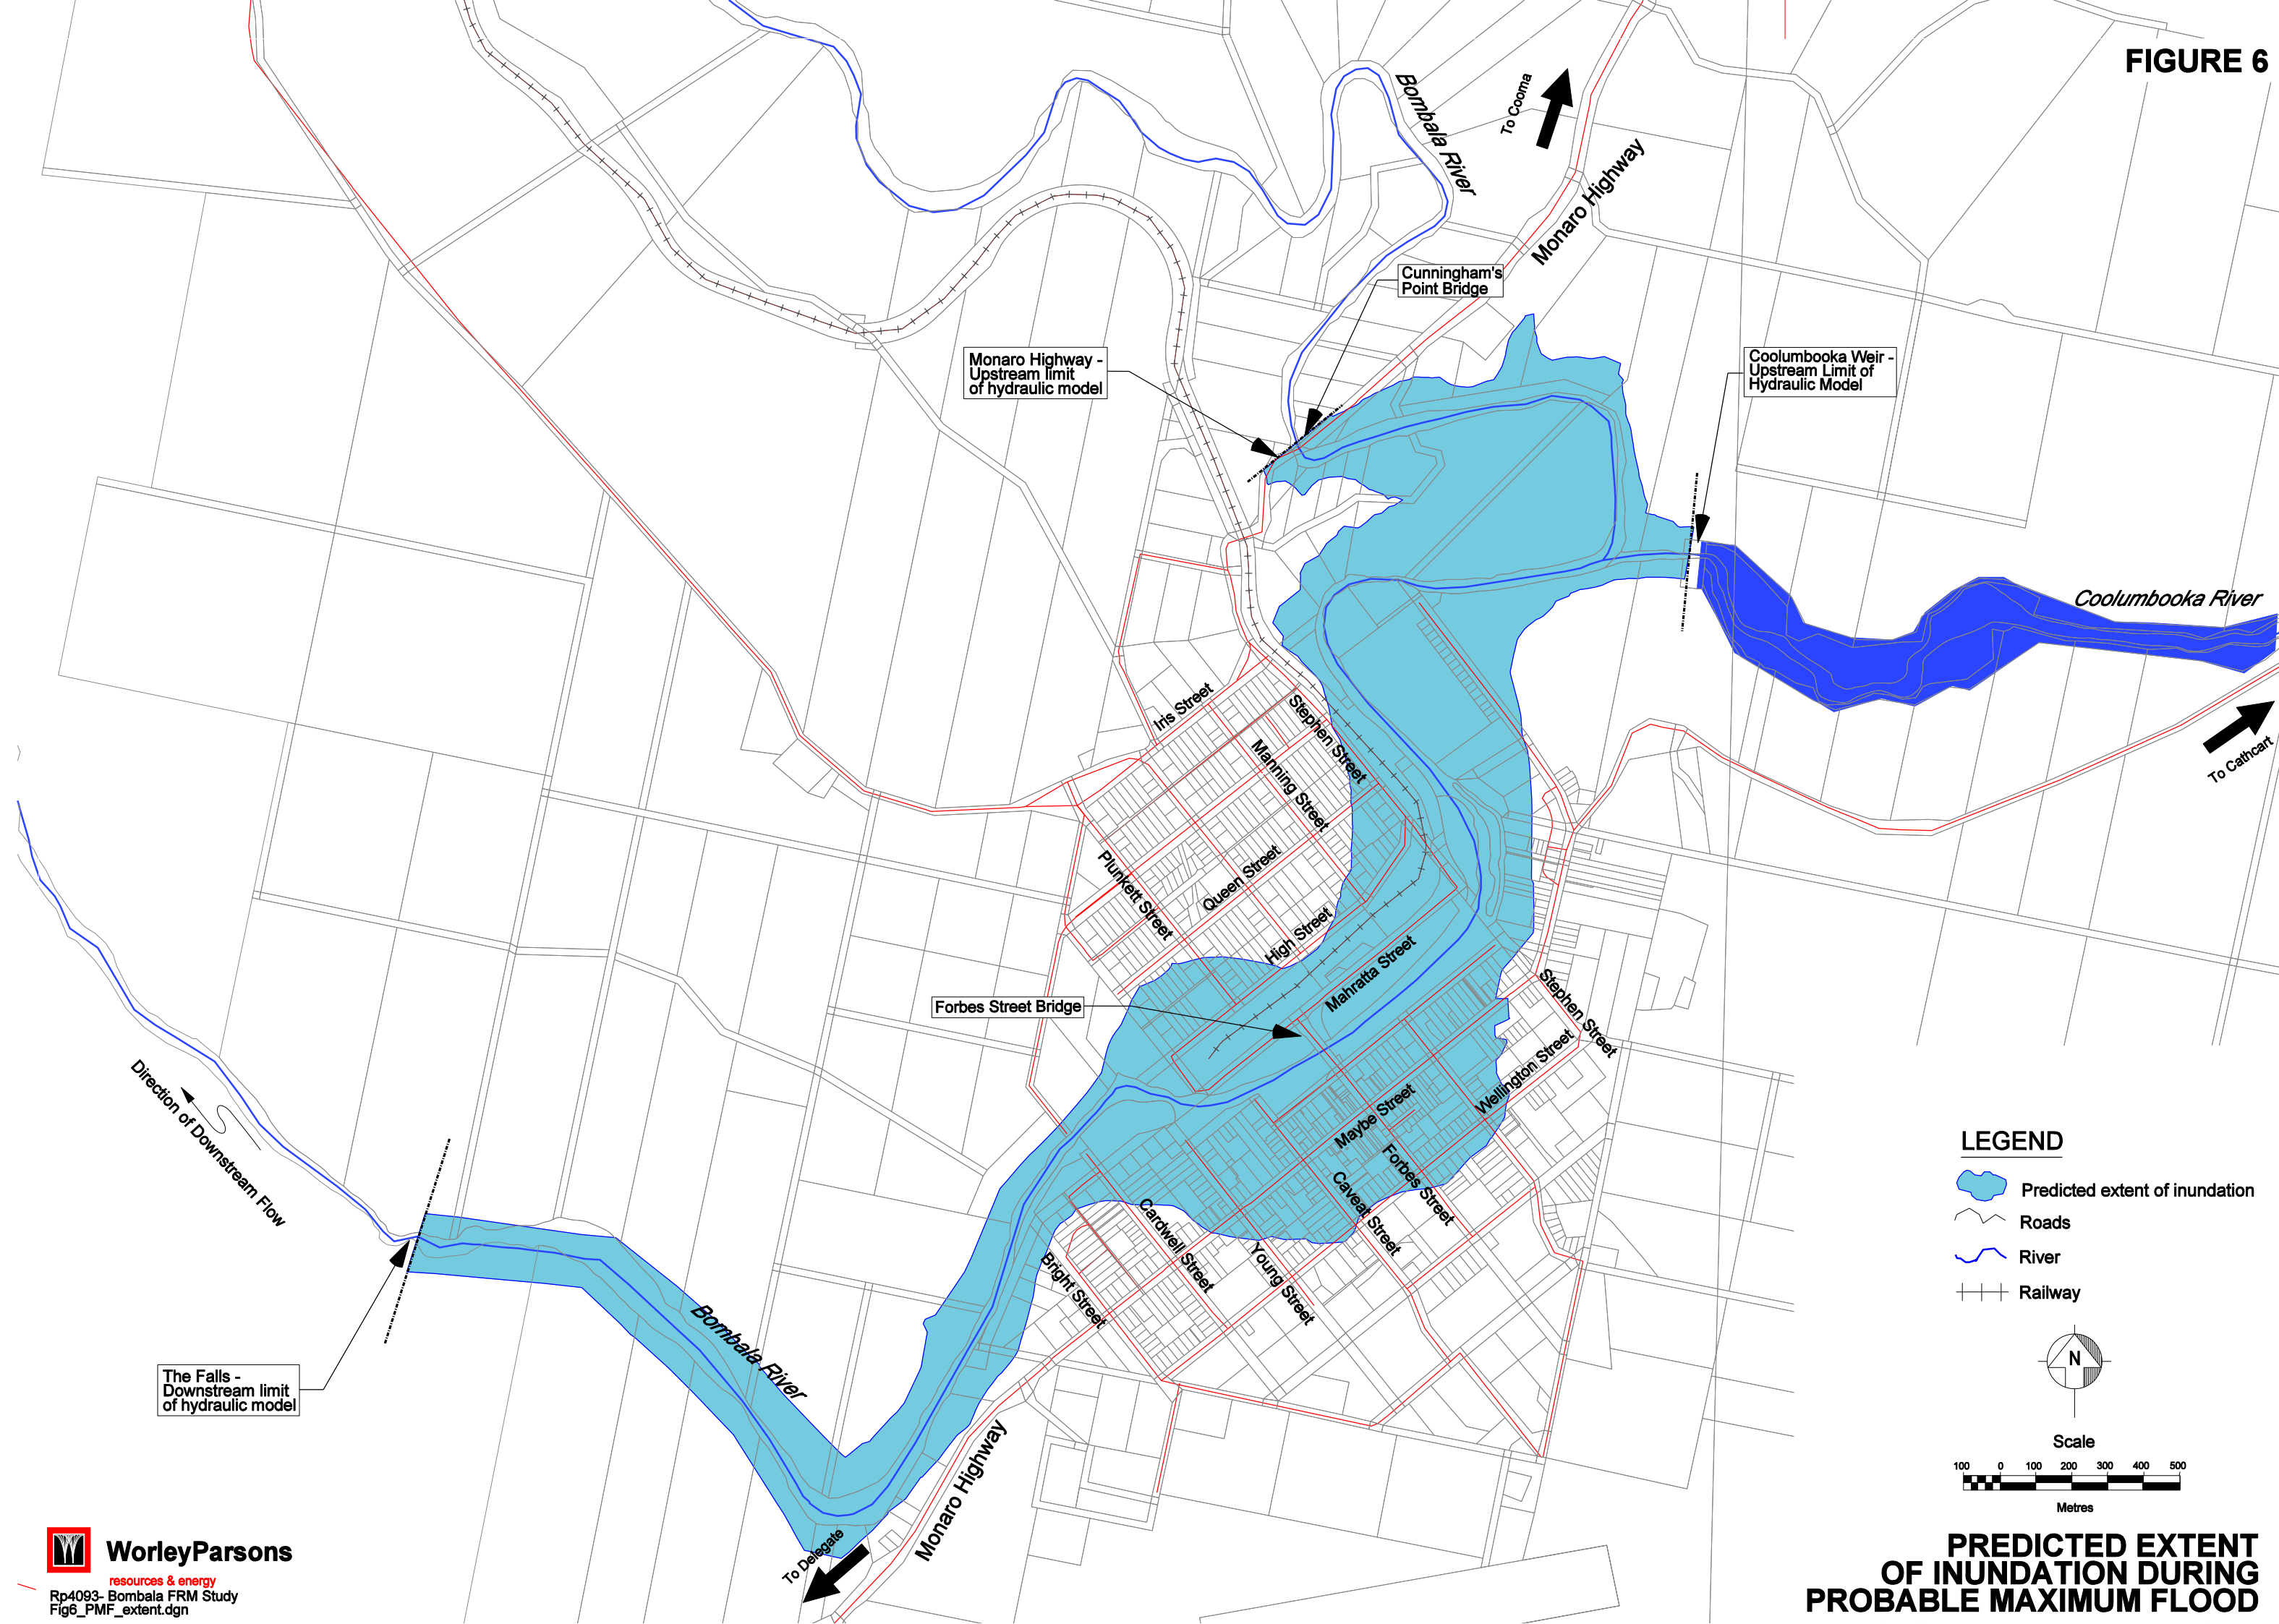 FIGURE 6
Bombala River
To Cooma
Monaro Highway
Cunningham's
Point Bridge
Monaro Highway -
Upstream limit
of hydraulic model
Coolumbooka Weir -
Upstream Limit of
Hydraulic Model
Coolumbooka River
To Cathcart
Iris Street
Stephen Street
Manning Street
Plunkett Street
Queen Street
High Street
Mahratta Street
Forbes Street Bridge
Stephen Street
Wellington Street
Maybe Street
Forbes Street
Caveat Street
Cardwell Street
Young Street
Bright Street
Direction of Downstream Flow
The Falls -
Downstream limit
of hydraulic model
Bombala River
Monaro Highway
To Delegate
LEGEND
Predicted extent of inundation
Roads
River
Railway
N
Scale
100 0 100 200 300 400 500
Metres
WorleyParsons
resources & energy
Rp4093- Bombala FRM Study
Fig6_PMF_extent.dgn
PREDICTED EXTENT
OF INUNDATION DURING
PROBABLE MAXIMUM FLOOD